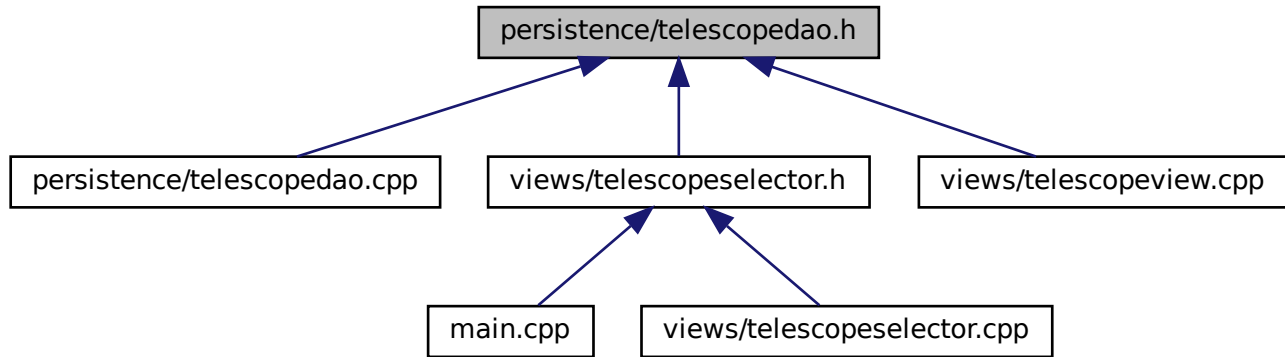 persistence/telescopedao.h
persistence/telescopedao.cpp
views/telescopeselector.h
views/telescopeview.cpp
main.cpp
views/telescopeselector.cpp